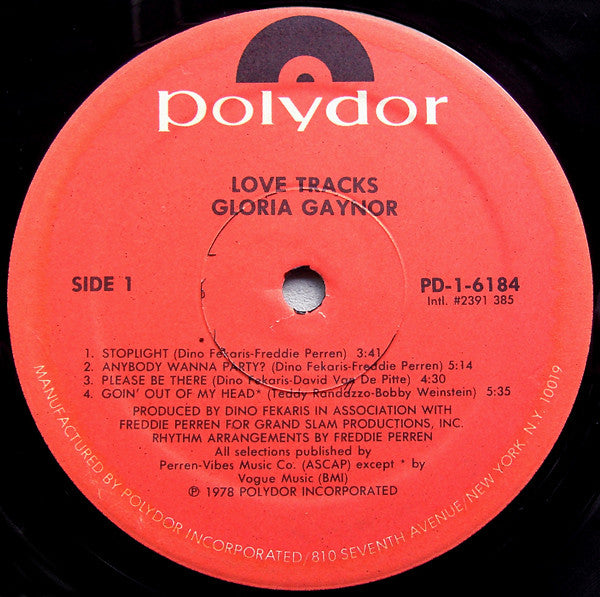 polydor
LOVE TRACKS
GLORIA GAYNOR
SIDE 1
PD-1-6184
Intl. #2391 385
1. STOPLIGHT (Dino Fekaris-Freddie Perren) 3:41
2. ANYBODY WANNA PARTY? (Dino Fekaris-Freddie Perren) 5:14
3. PLEASE BE THERE (Dino Fekaris-David Van De Pitte) 4:30
4. GOIN' OUT OF MY HEAD* (Teddy Randazzo-Bobby Weinstein) 5:35
PRODUCED BY DINO FEKARIS IN ASSOCIATION WITH
FREDDIE PERREN FOR GRAND SLAM PRODUCTIONS, INC.
RHYTHM ARRANGEMENTS BY FREDDIE PERREN
All selections published by
Perren-Vibes Music Co. (ASCAP) except * by
Vogue Music (BMI)
℗ 1978 POLYDOR INCORPORATED
MANUFACTURED BY POLYDOR INCORPORATED/810 SEVENTH AVENUE/NEW YORK, N.Y. 10019